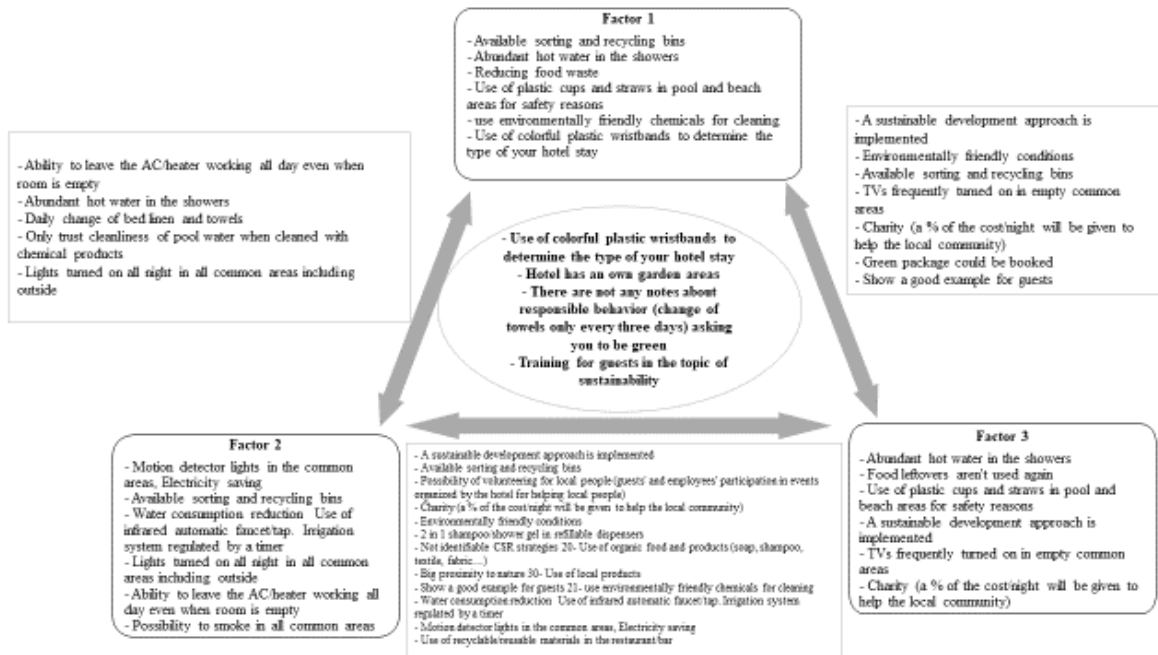 Factor 1
- Available sorting and recycling bins
- Abundant hot water in the showers
- Reducing food waste
- Use of plastic cups and straws in pool and beach
areas for safety reasons
- use environmentally friendly chemicals for cleaning
- Use of colorful plastic wristbands to determine the
type of your hotel stay
- Ability to leave the AC/heater working all day even when
room is empty
- Abundant hot water in the showers
- Daily change of bed linen and towels
- Only trust cleanliness of pool water when cleaned with
chemical products
- Lights turned on all night in all common areas including
outside
- A sustainable development approach is
implemented
- Environmentally friendly conditions
- Available sorting and recycling bins
- TVs frequently turned on in empty common
areas
- Charity (a % of the cost/night will be given to
help the local community)
- Green package could be booked
- Show a good example for guests
- Use of colorful plastic wristbands to
determine the type of your hotel stay
- Hotel has an own garden areas
- There are not any notes about
responsible behavior (change of
towels only every three days) asking
you to be green
- Training for guests in the topic of
sustainability
Factor 2
- Motion detector lights in the common
areas, Electricity saving
- Available sorting and recycling bins
- Water consumption reduction Use of
infrared automatic faucet/tap. Irrigation
system regulated by a timer
- Lights turned on all night in all common
areas including outside
- Ability to leave the AC/heater working all
day even when room is empty
- Possibility to smoke in all common areas
- A sustainable development approach is implemented
- Available sorting and recycling bins
- Possibility of volunteering for local people (guests' and employees' participation in events
organized by the hotel for helping local people)
- Charity (a % of the cost/night will be given to help the local community)
- Environmentally friendly conditions
- 2 in 1 shampoo/shower gel in refillable dispensers
- Not identifiable CSR strategies 20- Use of organic food and products (soap, shampoo,
textile, fabric....)
- Big proximity to nature 30- Use of local products
- Show a good example for guests 21- use environmentally friendly chemicals for cleaning
- Water consumption reduction Use of infrared automatic faucet/tap. Irrigation system
regulated by a timer
- Motion detector lights in the common areas, Electricity saving
- Use of recyclable/reusable materials in the restaurant/bar
Factor 3
- Abundant hot water in the showers
- Food leftovers aren't used again
- Use of plastic cups and straws in pool and
beach areas for safety reasons
- A sustainable development approach is
implemented
- TVs frequently turned on in empty common
areas
- Charity (a % of the cost/night will be given to
help the local community)